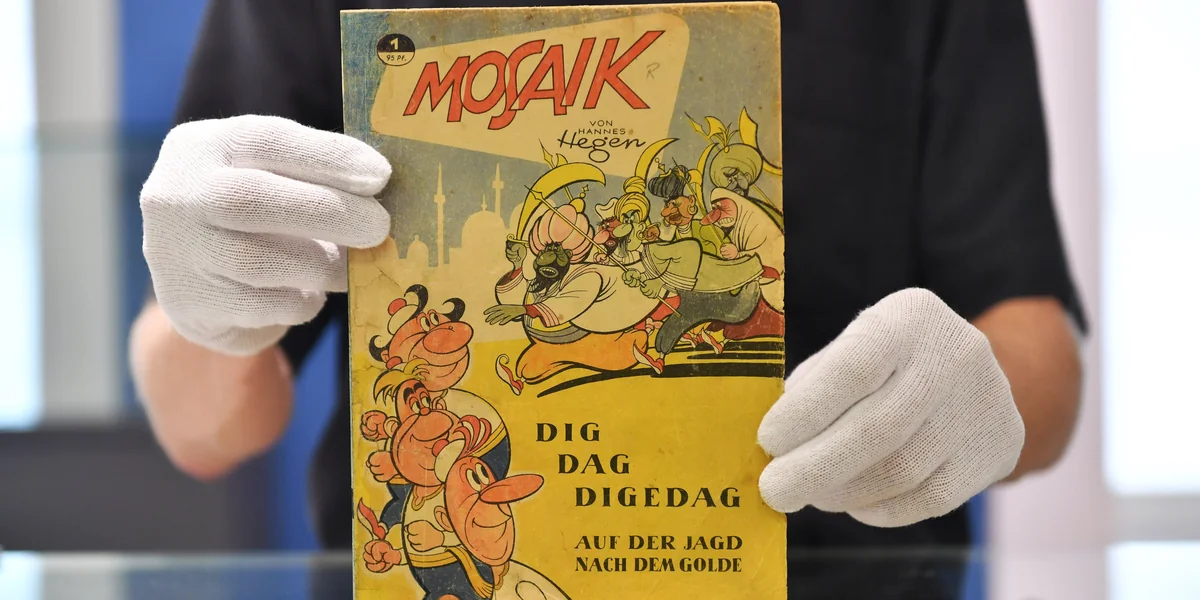 1
95 Pf.
MOSAIK
R
VON
HANNES
Hegen
DIG
DAG
DIGEDAG
AUF DER JAGD
NACH DEM GOLDE